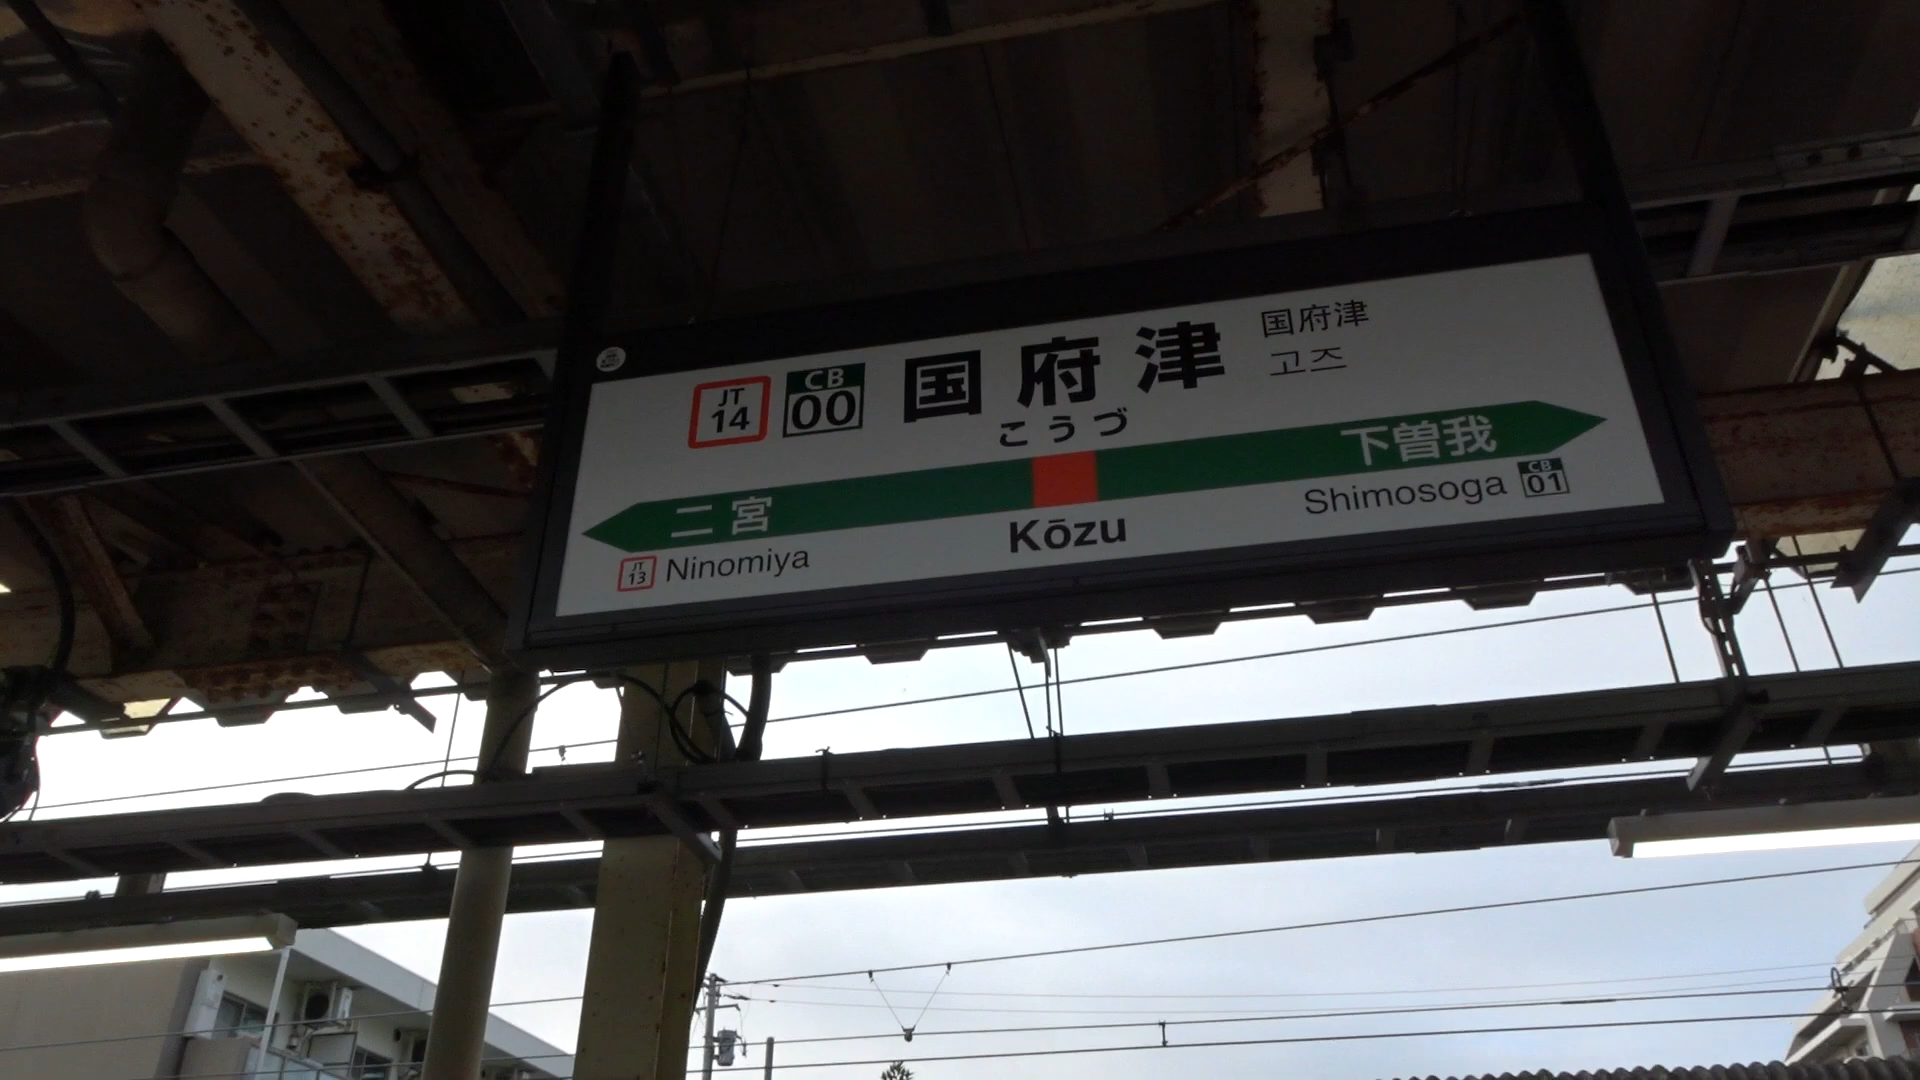 JT
14
CB
00
国府津
国府津
고즈
こうづ
二宮
下曽我
JT
13
Ninomiya
Kōzu
Shimosoga
CB
01